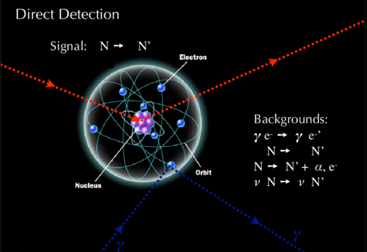 Direct Detection
Signal: N → N'
Electron
Backgrounds:
γ e⁻ → γ e⁻'
N → N'
N → N' + α, e⁻
ν N → ν N'
Orbit
Nucleus
γ
γ